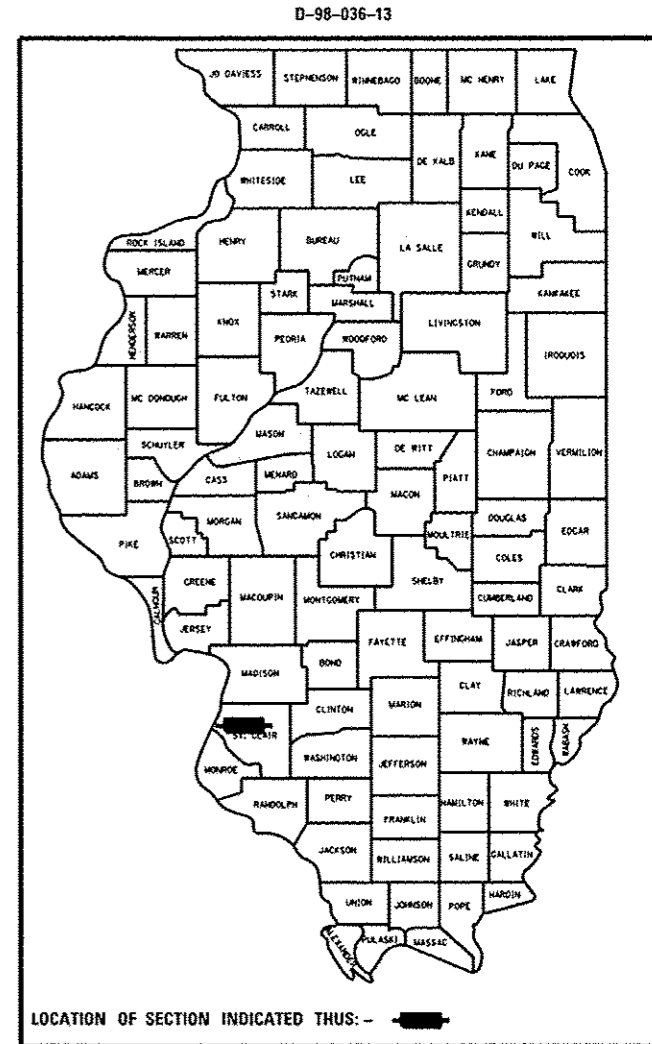 D-98-036-13
JO DAVIESS STEPHENSON WINNEBAGO BOONE MC HENRY LAKE
CARROLL OGLE DE KALB KANE DU PAGE COOK
WHITESIDE LEE
KENDALL WILL
ROCK ISLAND HENRY BUREAU LA SALLE GRUNDY
MERCER PUTNAM KANKAKEE
STARK MARSHALL
HENDERSON WARREN KNOX PEORIA WOODFORD LIVINGSTON IROQUOIS
HANCOCK MC DONOUGH FULTON TAZEWELL MC LEAN FORD
SCHUYLER MASON LOGAN DE WITT CHAMPAIGN VERMILION
ADAMS BROWN CASS MENARD MACON PIATT
MORGAN SANGAMON DOUGLAS EDGAR
PIKE SCOTT CHRISTIAN MOULTRIE COLES
GREENE MACOUPIN MONTGOMERY SHELBY CUMBERLAND CLARK
CALHOUN JERSEY FAYETTE EFFINGHAM JASPER CRAWFORD
MADISON BOND CLAY RICHLAND LAWRENCE
CLINTON MARION
ST. CLAIR WAYNE EDWARDS WABASH
MONROE WASHINGTON JEFFERSON
RANDOLPH PERRY HAMILTON WHITE
FRANKLIN
JACKSON WILLIAMSON SALINE GALLATIN
UNION JOHNSON POPE HARDIN
ALEXANDER PULASKI MASSAC
LOCATION OF SECTION INDICATED THUS: -